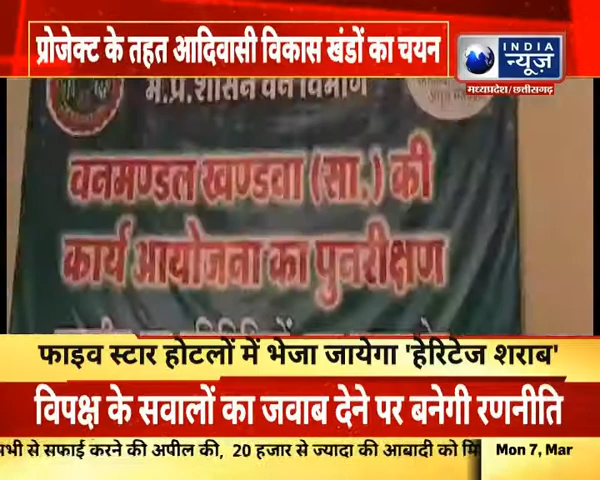 प्रोजेक्ट के तहत आदिवासी विकास खंडों का चयन
INDIA
न्यूज़
मध्यप्रदेश/छत्तीसगढ़
म.प्र.शासन वन विभाग
वनमण्डल खण्डवा (सा.) की
कार्य आयोजना का पुनरीक्षण
फाइव स्टार होटलों में भेजा जायेगा 'हेरिटेज शराब'
विपक्ष के सवालों का जवाब देने पर बनेगी रणनीति
से सफाई करने की अपील की, 20 हजार से ज्यादा की आबादी को
Mon 7, Mar